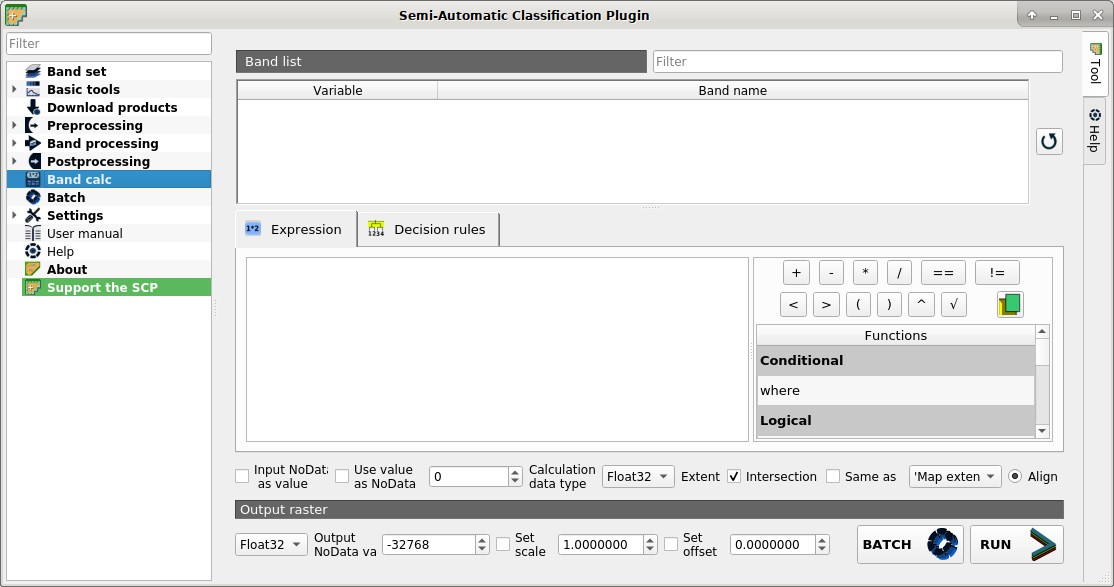 Semi-Automatic Classification Plugin
Filter
Band set
Basic tools
Download products
Preprocessing
Band processing
Postprocessing
Band calc
Batch
Settings
User manual
Help
About
Support the SCP
Band list
Filter
Variable Band name
1*2 Expression
1234 Decision rules
+ - * / == !=
< > ( ) ^ √
Functions
Conditional
where
Logical
Input NoData
as value
Use value
as NoData
0
Calculation
data type
Float32
Extent
Intersection
Same as
'Map exten
Align
Output raster
Float32
Output
NoData va
-32768
Set
scale
1.0000000
Set
offset
0.0000000
BATCH
RUN
Tool
Help